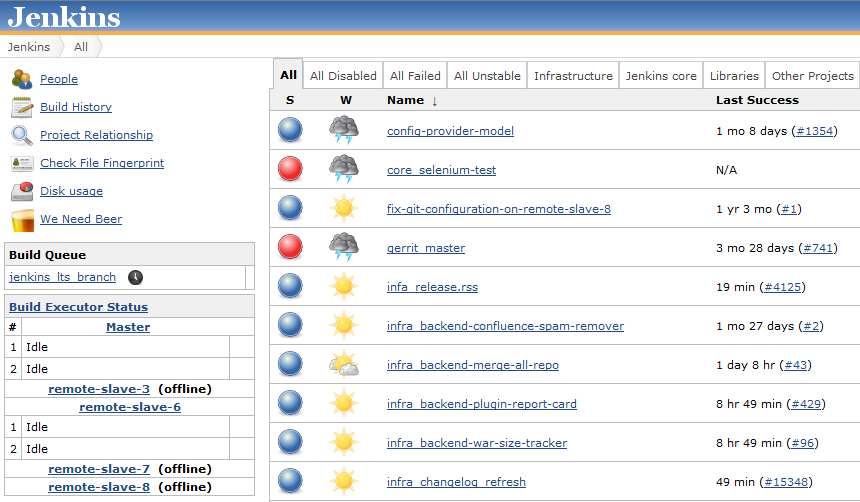 Jenkins
Jenkins All
People
Build History
Project Relationship
Check File Fingerprint
Disk usage
We Need Beer
Build Queue
jenkins_lts_branch
Build Executor Status
# Master
1 Idle
2 Idle
remote-slave-3 (offline)
remote-slave-6
1 Idle
2 Idle
remote-slave-7 (offline)
remote-slave-8 (offline)
All All Disabled All Failed All Unstable Infrastructure Jenkins core Libraries Other Projects
S W Name ↓ Last Success
config-provider-model 1 mo 8 days (#1354)
core_selenium-test N/A
fix-git-configuration-on-remote-slave-8 1 yr 3 mo (#1)
gerrit_master 3 mo 28 days (#741)
infa_release.rss 19 min (#4125)
infra_backend-confluence-spam-remover 1 mo 27 days (#2)
infra_backend-merge-all-repo 1 day 8 hr (#43)
infra_backend-plugin-report-card 8 hr 49 min (#429)
infra_backend-war-size-tracker 8 hr 49 min (#96)
infra_changelog_refresh 49 min (#15348)